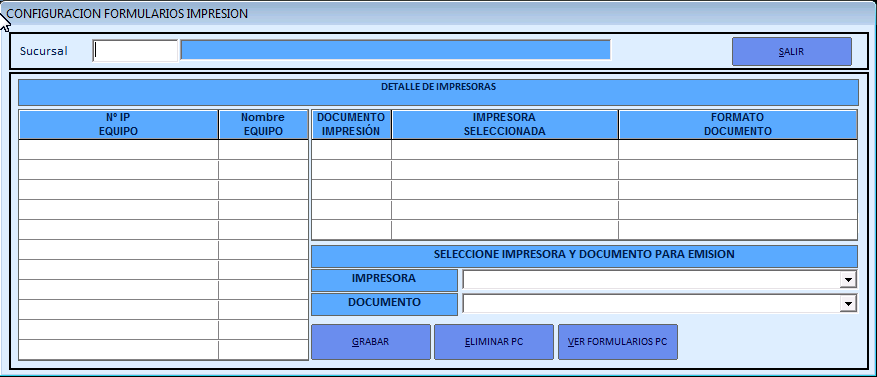 CONFIGURACION FORMULARIOS IMPRESION
Sucursal
SALIR
DETALLE DE IMPRESORAS
Nº IP
EQUIPO
Nombre
EQUIPO
DOCUMENTO
IMPRESIÓN
IMPRESORA
SELECCIONADA
FORMATO
DOCUMENTO
SELECCIONE IMPRESORA Y DOCUMENTO PARA EMISION
IMPRESORA
DOCUMENTO
GRABAR
ELIMINAR PC
VER FORMULARIOS PC